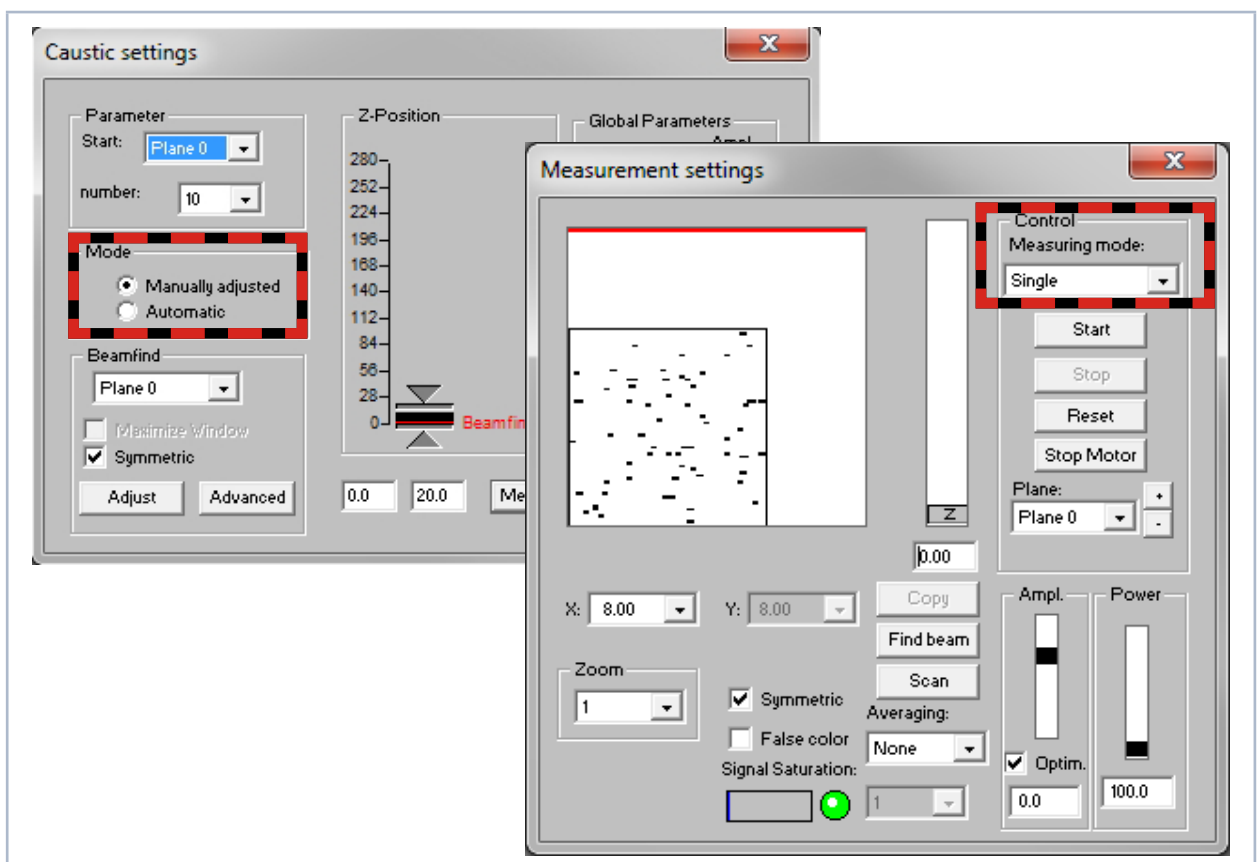 Caustic settings
Parameter
Start:
Plane 0
number:
10
Mode
Manually adjusted
Automatic
Beamfind
Plane 0
Maximize Window
Symmetric
Adjust
Advanced
Z-Position
280
252
224
196
168
140
112
84
56
28
0
Beamfin
0.0
20.0
Me
Global Parameters
Measurement settings
Z
0.00
X:
8.00
Y:
8.00
Copy
Find beam
Scan
Zoom
1
Symmetric
False color
Averaging:
None
Signal Saturation:
1
Control
Measuring mode:
Single
Start
Stop
Reset
Stop Motor
Plane:
Plane 0
+
-
Ampl.
Optim.
0.0
Power
100.0